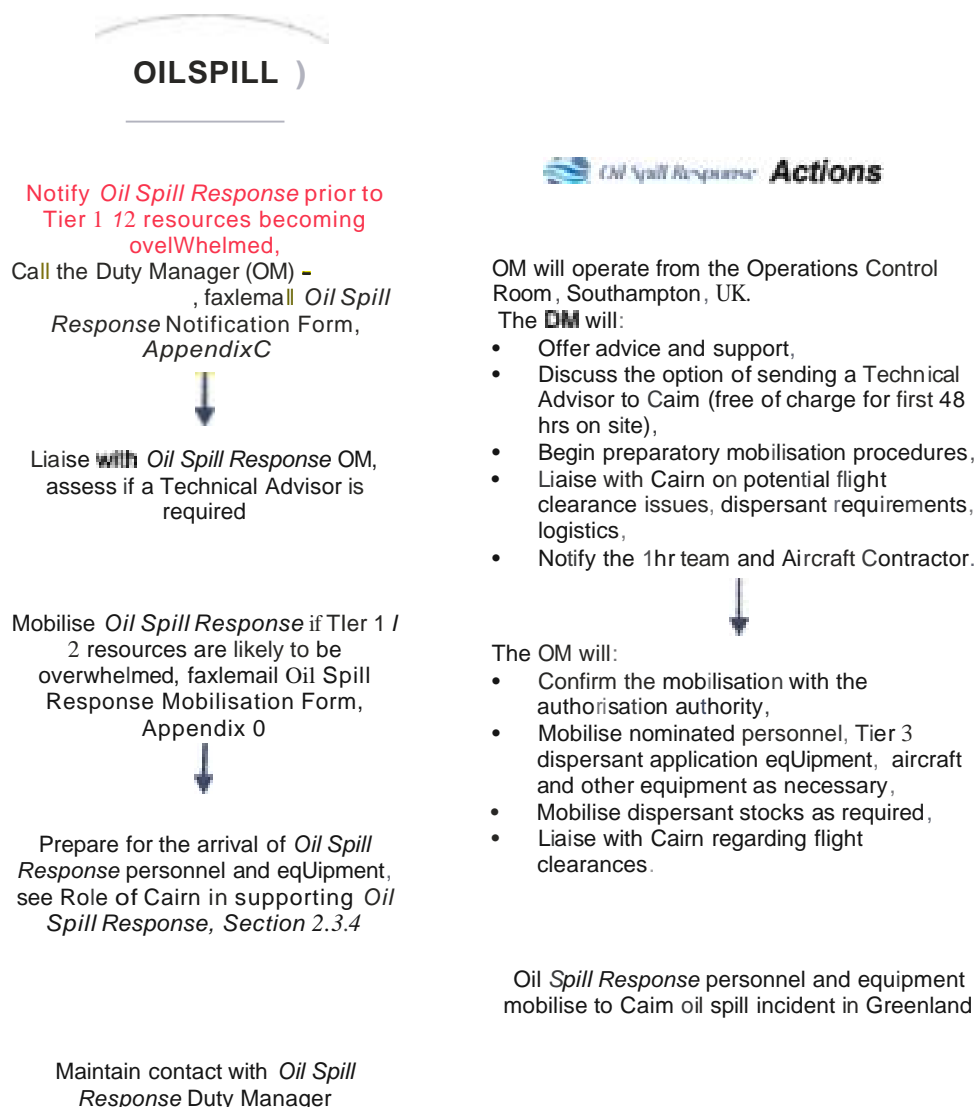 OILSPILL )
Notify Oil Spill Response prior to
Tier 1 12 resources becoming
ovelWhelmed,
Call the Duty Manager (OM) –
, faxlemall Oil Spill
Response Notification Form,
AppendixC
Liaise with Oil Spill Response OM,
assess if a Technical Advisor is
required
Mobilise Oil Spill Response if TIer 1 I
2 resources are likely to be
overwhelmed, faxlemail Oil Spill
Response Mobilisation Form,
Appendix 0
Prepare for the arrival of Oil Spill
Response personnel and eqUipment,
see Role of Cairn in supporting Oil
Spill Response, Section 2.3.4
Maintain contact with Oil Spill
Response Duty Manager
Oil Spill Response Actions
OM will operate from the Operations Control
Room, Southampton, UK.
The DM will:
• Offer advice and support,
• Discuss the option of sending a Technical
Advisor to Caim (free of charge for first 48
hrs on site),
• Begin preparatory mobilisation procedures,
• Liaise with Cairn on potential flight
clearance issues, dispersant requirements,
logistics,
• Notify the 1hr team and Aircraft Contractor.
The OM will:
• Confirm the mobilisation with the
authorisation authority,
• Mobilise nominated personnel, Tier 3
dispersant application eqUipment, aircraft
and other equipment as necessary,
• Mobilise dispersant stocks as required,
• Liaise with Cairn regarding flight
clearances.
Oil Spill Response personnel and equipment
mobilise to Caim oil spill incident in Greenland